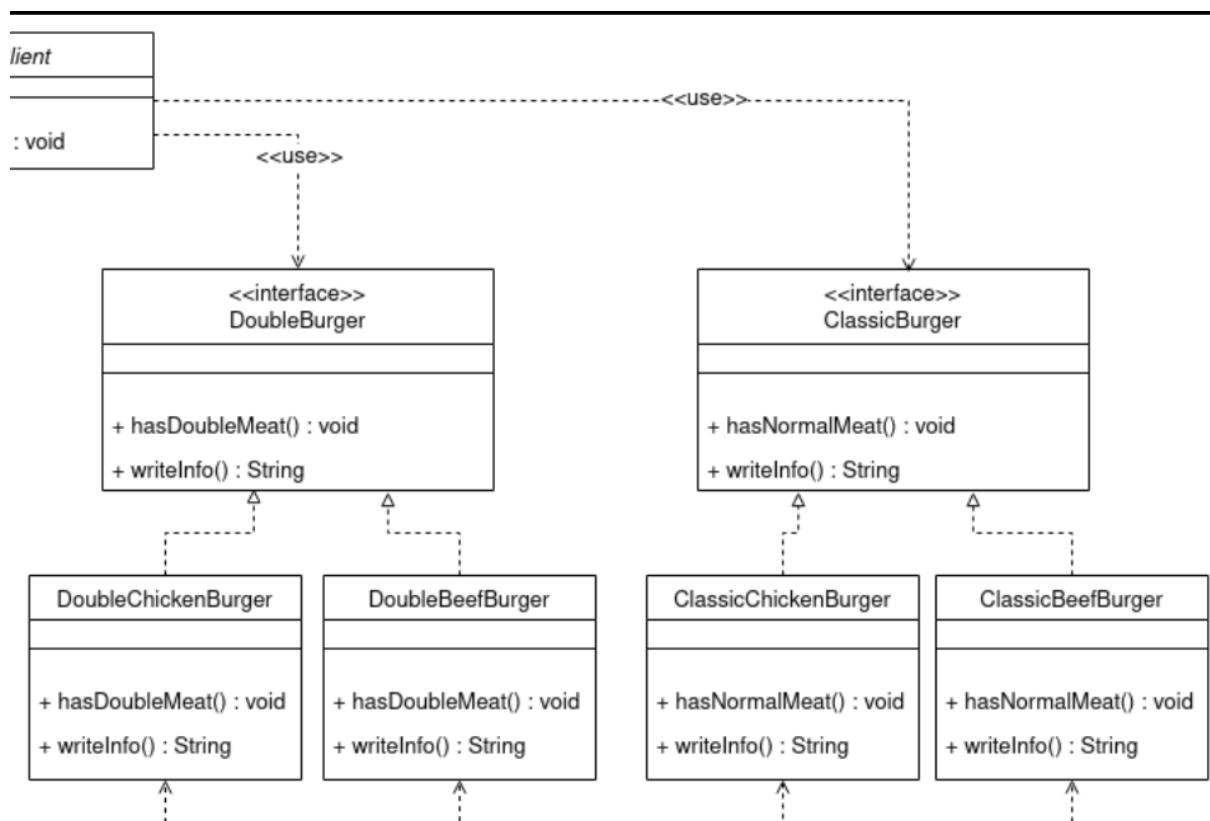 lient
: void
<<use>>
<<use>>
<<interface>>
DoubleBurger
+ hasDoubleMeat() : void
+ writeInfo() : String
<<interface>>
ClassicBurger
+ hasNormalMeat() : void
+ writeInfo() : String
DoubleChickenBurger
+ hasDoubleMeat() : void
+ writeInfo() : String
DoubleBeefBurger
+ hasDoubleMeat() : void
+ writeInfo() : String
ClassicChickenBurger
+ hasNormalMeat() : void
+ writeInfo() : String
ClassicBeefBurger
+ hasNormalMeat() : void
+ writeInfo() : String